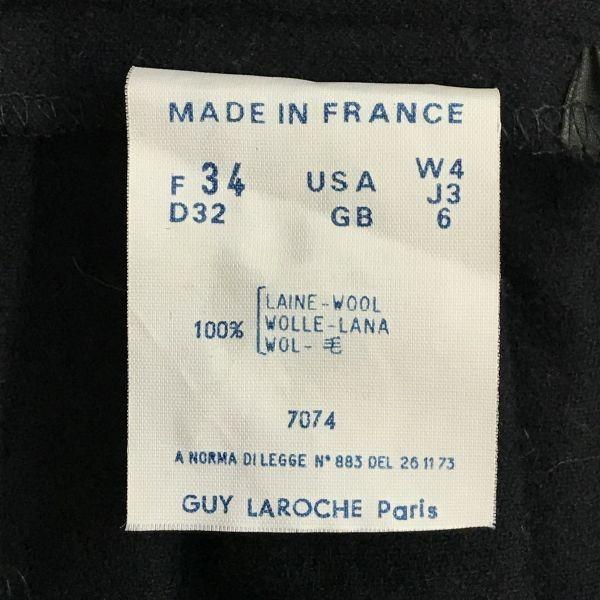 MADE IN FRANCE
F 34 USA W4
J3
D32 GB 6
LAINE-WOOL
100% WOLLE-LANA
WOL- 毛
7074
A NORMA DI LEGGE N° 883 DEL 26 11 73
GUY LAROCHE Paris